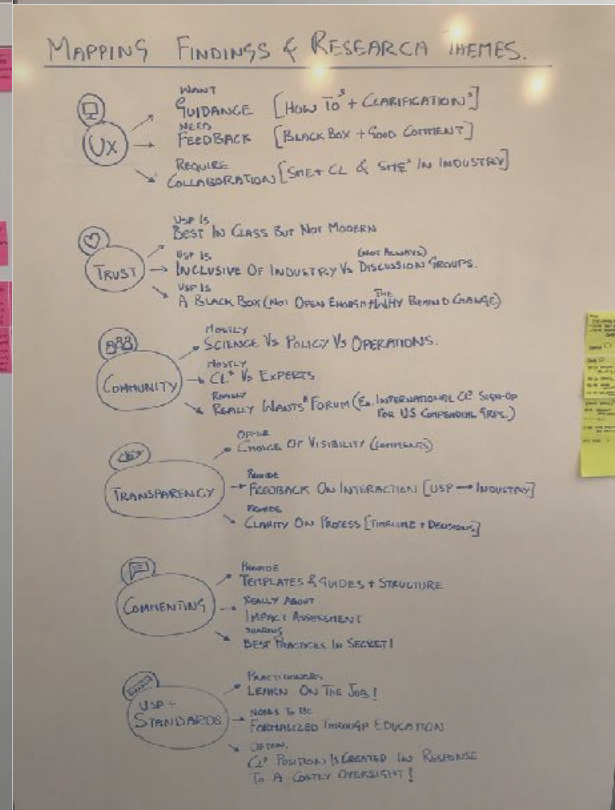 MAPPING FINDINGS & RESEARCH THEMES.
UX
WANT
GUIDANCE [HOW TO'S + CLARIFICATION'S]
NEED
FEEDBACK [BLACK BOX + GOOD COMMENT]
REQUIRE
COLLABORATION [SME + CL & SME'S IN INDUSTRY]
TRUST
USP IS
BEST IN CLASS BUT NOT MODERN
USP IS (NOT ALWAYS)
INCLUSIVE OF INDUSTRY VS DISCUSSION GROUPS.
USP IS
A BLACK BOX (NOT OPEN ENOUGH + WHY THE BRAND CHANGE)
COMMUNITY
MOSTLY
SCIENCE VS POLICY VS OPERATIONS.
MOSTLY
CL'S VS EXPERTS
REALLY
REALLY WANTS A FORUM (Ex. INTERNATIONAL CL'S SIGN-UP
FOR US COMPENDIAL GRPS.)
TRANSPARENCY
OFFER
CHOICE OF VISIBILITY (COMMENTS)
PROVIDE
FEEDBACK ON INTERACTION [USP → INDUSTRY]
PROVIDE
CLARITY ON PROCESS [TIMELINE + DECISIONS]
COMMENTING
PROVIDE
TEMPLATES & GUIDES + STRUCTURE
REALLY ABOUT
IMPACT ASSESSMENT
SHARING
BEST PRACTICES IN SECRET!
USP + STANDARDS
PRACTITIONERS
LEARN ON THE JOB!
NEEDS TO BE
FORMALIZED THROUGH EDUCATION
OFTEN
CL'S POSITION IS CREATED IN RESPONSE
TO A COSTLY OVERSIGHT!